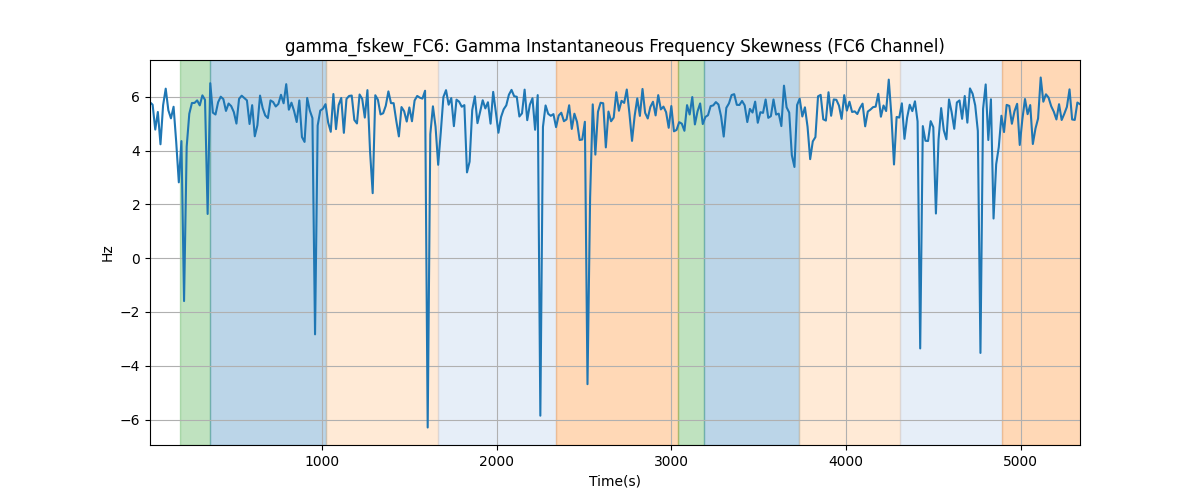 gamma_fskew_FC6: Gamma Instantaneous Frequency Skewness (FC6 Channel)
6
4
2
0
−2
−4
−6
Hz
1000 2000 3000 4000 5000
Time(s)